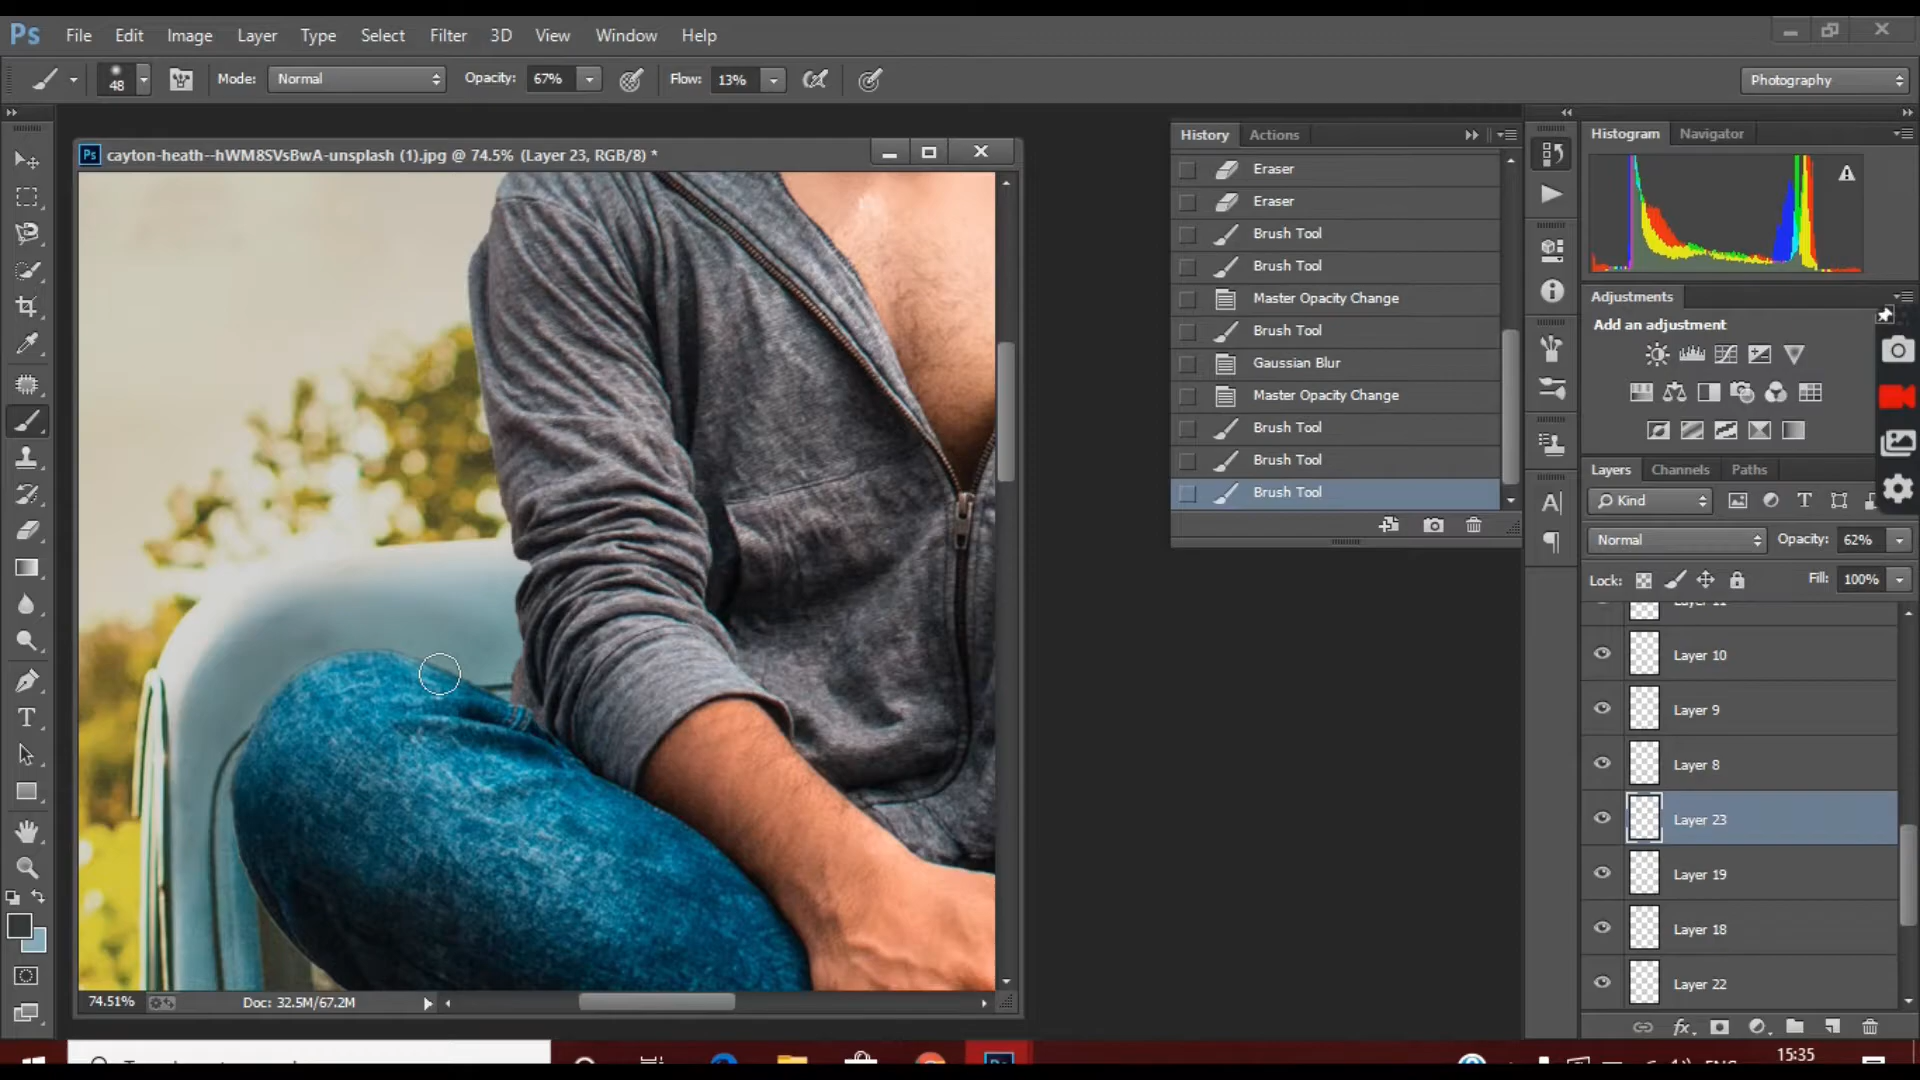 Ps File Edit Image Layer Type Select Filter 3D View Window Help
48 Mode: Normal Opacity: 67% Flow: 13% Photography
Ps cayton-heath--hWM8SVsBwA-unsplash (1).jpg @ 74.5% (Layer 23, RGB/8) *
History Actions
Eraser
Eraser
Brush Tool
Brush Tool
Master Opacity Change
Brush Tool
Gaussian Blur
Master Opacity Change
Brush Tool
Brush Tool
Brush Tool
Histogram Navigator
Adjustments
Add an adjustment
Layers Channels Paths
Kind
Normal Opacity: 62%
Lock: Fill: 100%
Layer 11
Layer 10
Layer 9
Layer 8
Layer 23
Layer 19
Layer 18
Layer 22
74.51% Doc: 32.5M/67.2M
15:35